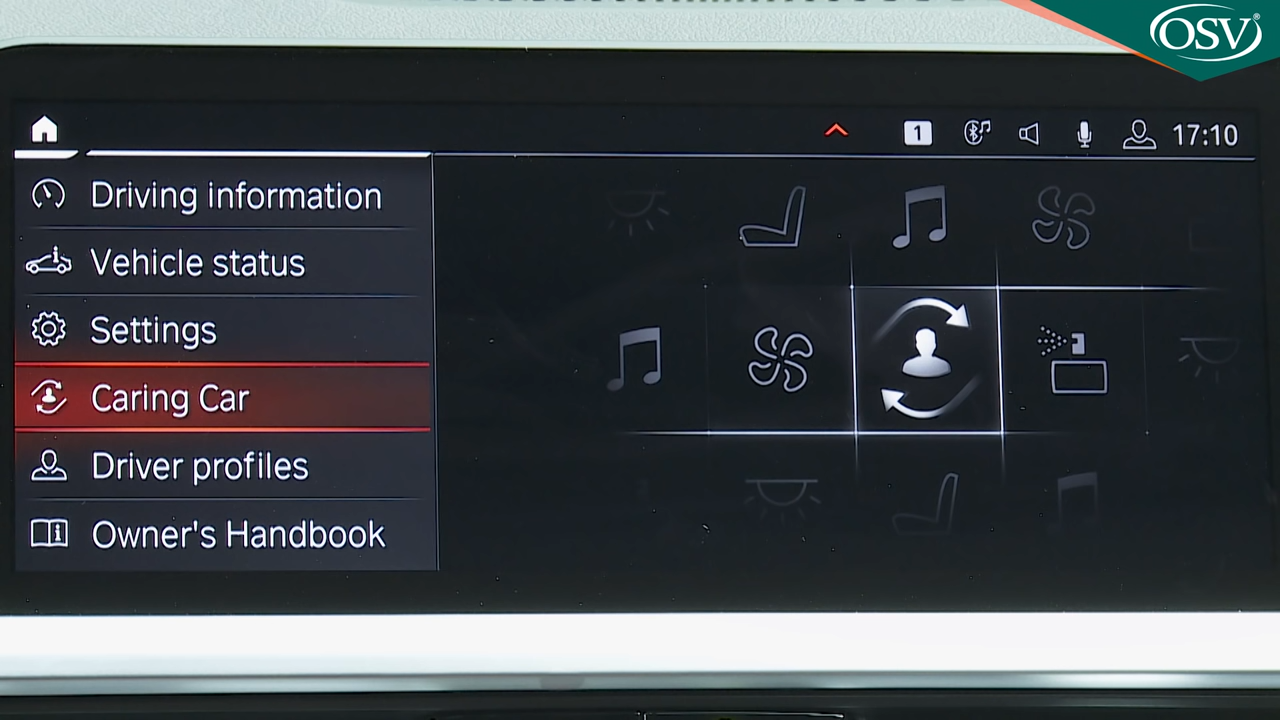 OSV®
1
17:10
Driving information
Vehicle status
Settings
Caring Car
Driver profiles
Owner's Handbook